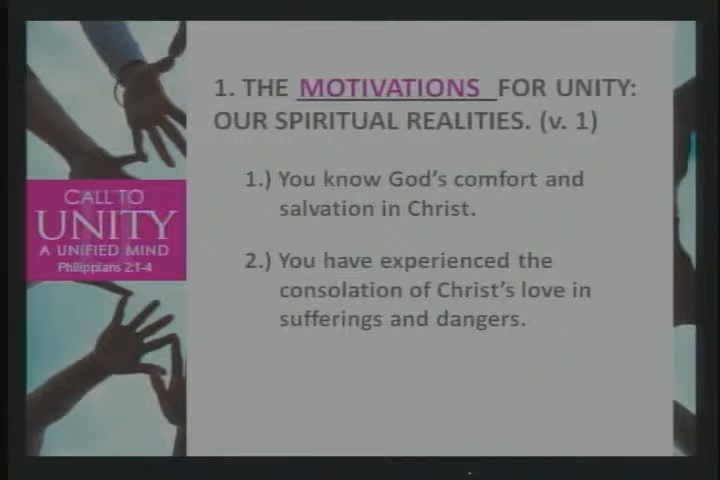 1. THE MOTIVATIONS FOR UNITY:
OUR SPIRITUAL REALITIES. (v. 1)
1.) You know God's comfort and
salvation in Christ.
2.) You have experienced the
consolation of Christ's love in
sufferings and dangers.
CALL TO
UNITY
A UNIFIED MIND
Philippians 2:1-4